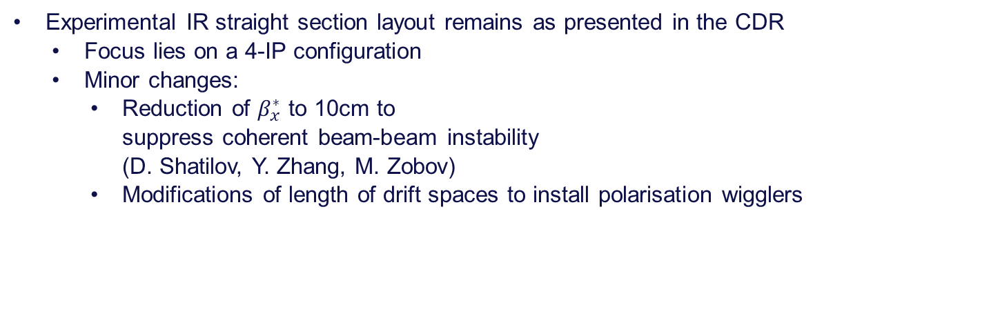 • Experimental IR straight section layout remains as presented in the CDR
• Focus lies on a 4-IP configuration
• Minor changes:
• Reduction of $\beta_x^*$ to 10cm to
suppress coherent beam-beam instability
(D. Shatilov, Y. Zhang, M. Zobov)
• Modifications of length of drift spaces to install polarisation wigglers